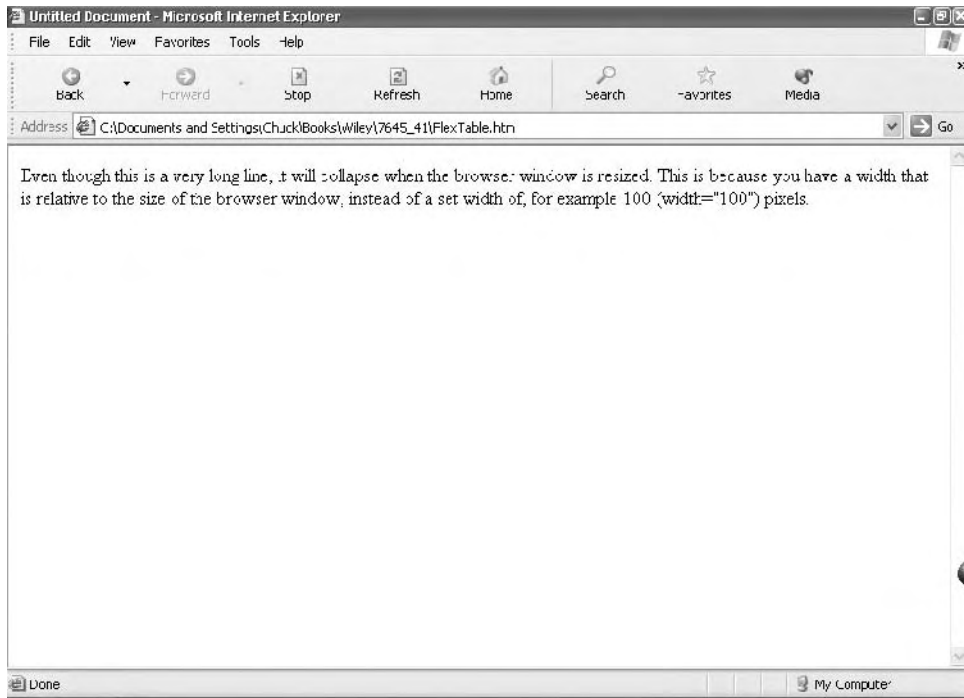 Untitled Document - Microsoft Internet Explorer
File Edit View Favorites Tools Help
Back Forward Stop Refresh Home Search Favorites Media
Address C:\Documents and Settings\Chuck\Books\Wiley\7645_41\FlexTable.htm Go
Even though this is a very long line, it will collapse when the browser window is resized. This is because you have a width that
is relative to the size of the browser window, instead of a set width of, for example 100 (width="100") pixels.
Done My Computer